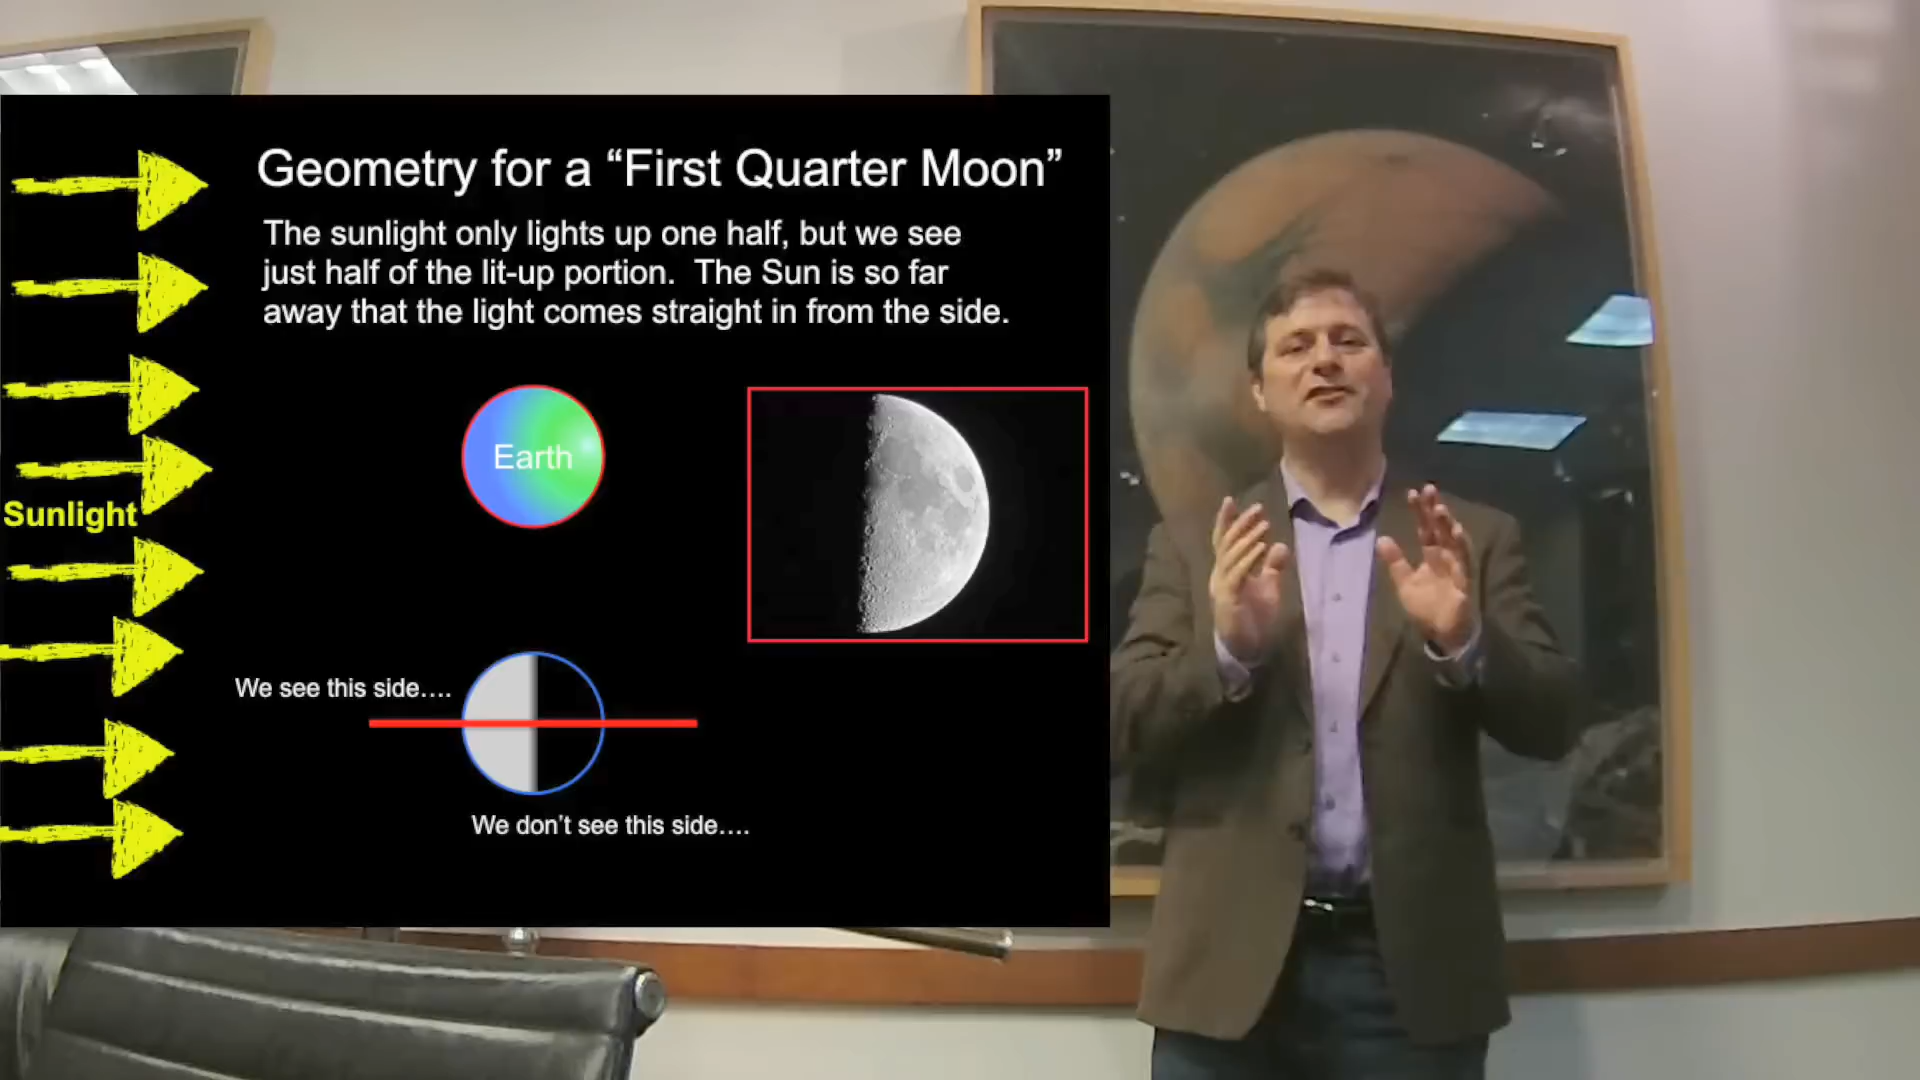 Geometry for a “First Quarter Moon”
The sunlight only lights up one half, but we see
just half of the lit-up portion.  The Sun is so far
away that the light comes straight in from the side.
Earth
Sunlight
We see this side….
We don’t see this side….